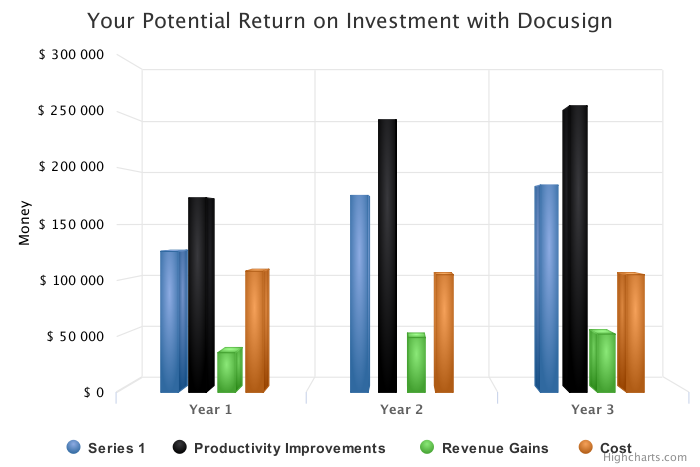 Your Potential Return on Investment with Docusign
$ 300 000
$ 250 000
$ 200 000
$ 150 000
$ 100 000
$ 50 000
$ 0
Money
Year 1 Year 2 Year 3
Series 1 Productivity Improvements Revenue Gains Cost
Highcharts.com